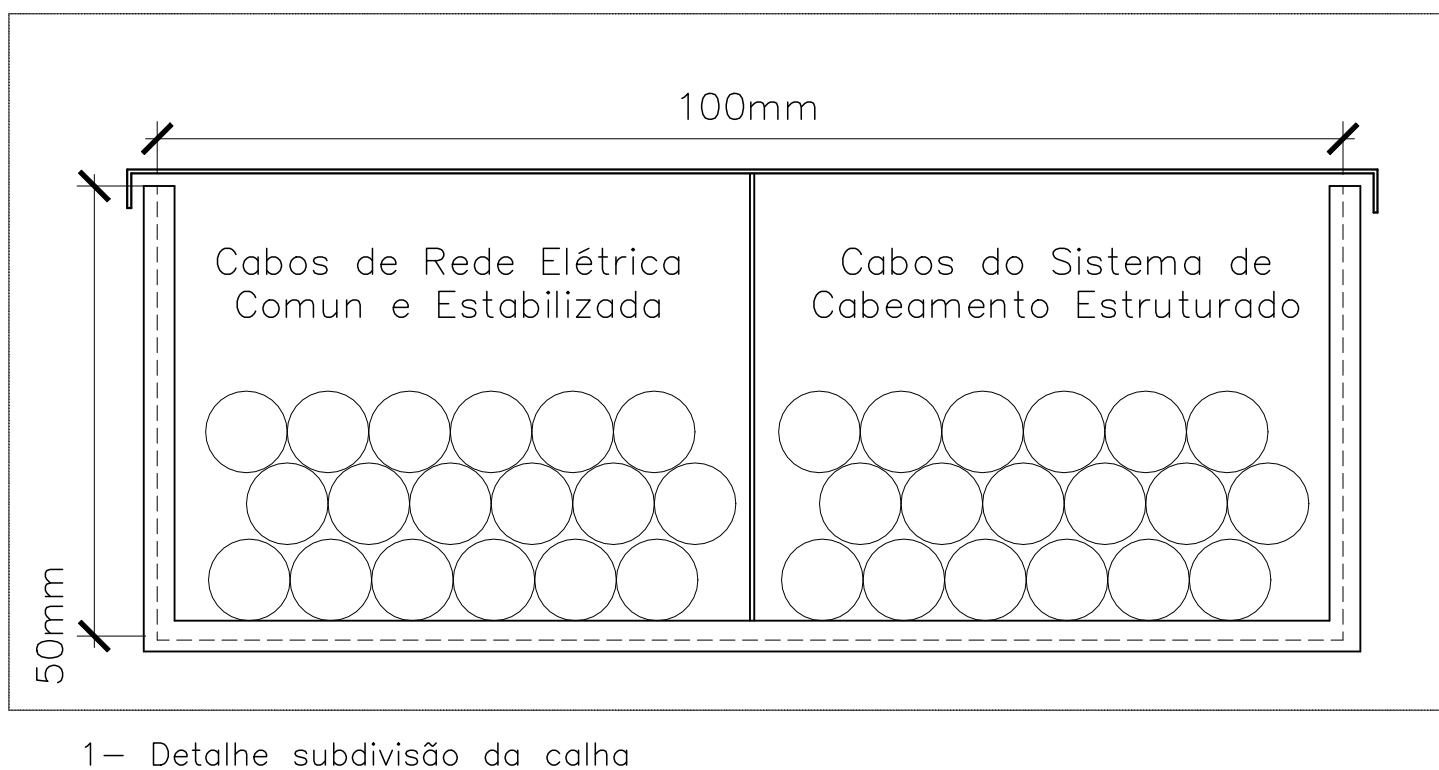 100mm
Cabos de Rede Elétrica
Comun e Estabilizada
Cabos do Sistema de
Cabeamento Estruturado
50mm
1- Detalhe subdivisão da calha